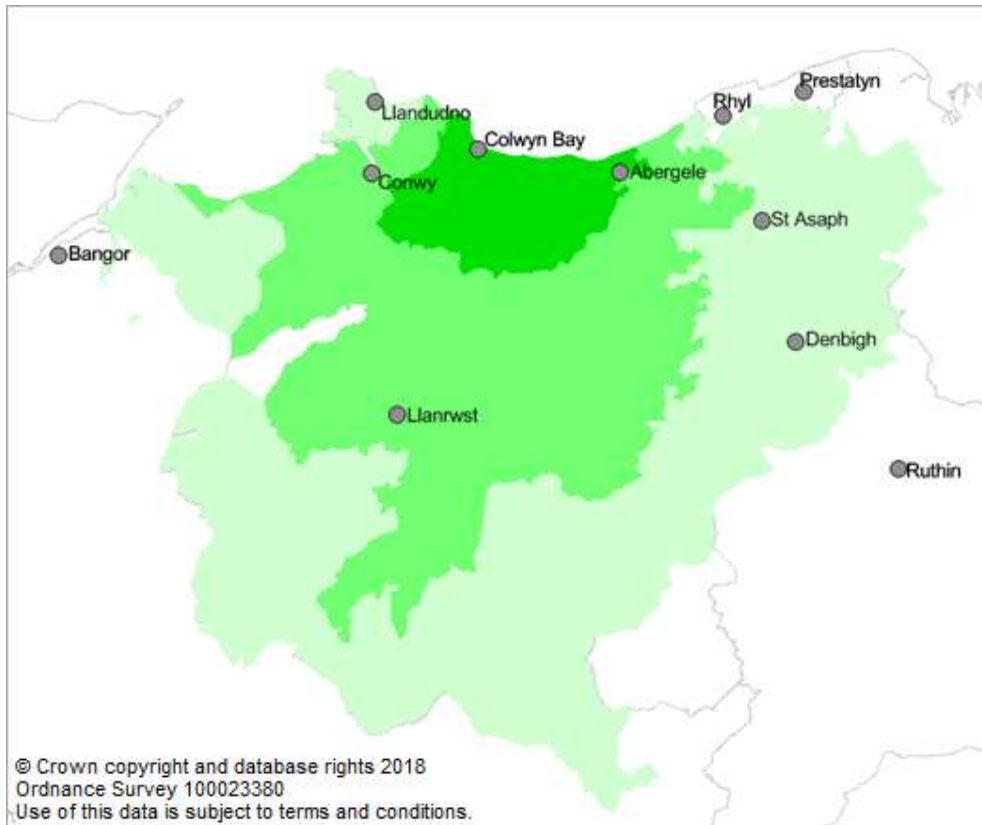 Prestatyn
Rhyl
Llandudno
Colwyn Bay
Conwy
Abergele
St Asaph
Bangor
Denbigh
Llanrwst
Ruthin
© Crown copyright and database rights 2018
Ordnance Survey 100023380
Use of this data is subject to terms and conditions.